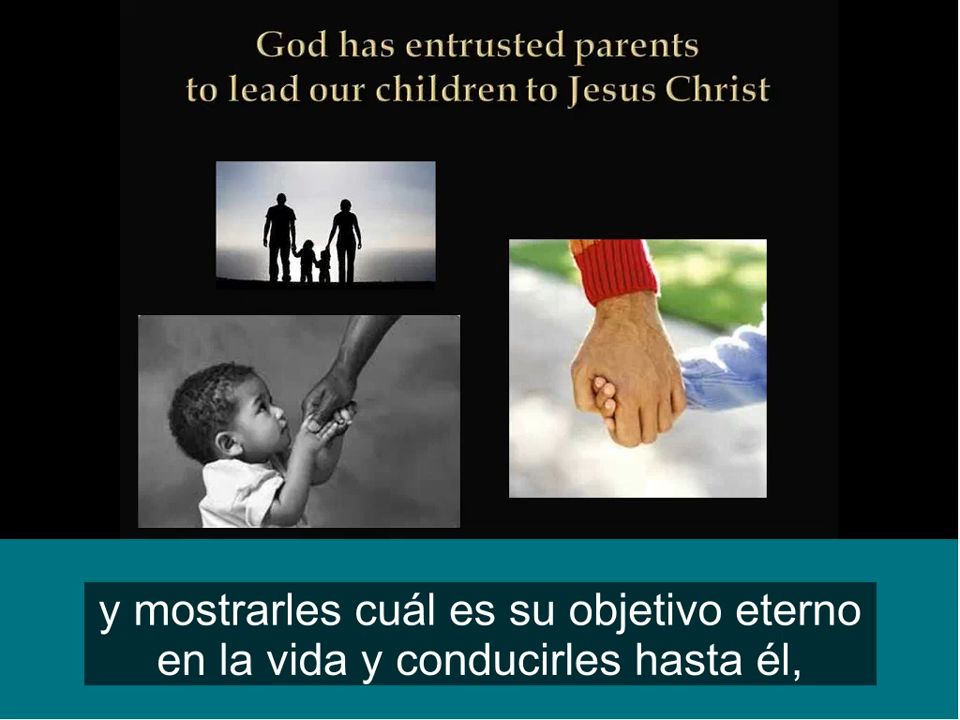 God has entrusted parents
to lead our children to Jesus Christ
y mostrarles cuál es su objetivo eterno
en la vida y conducirles hasta él,